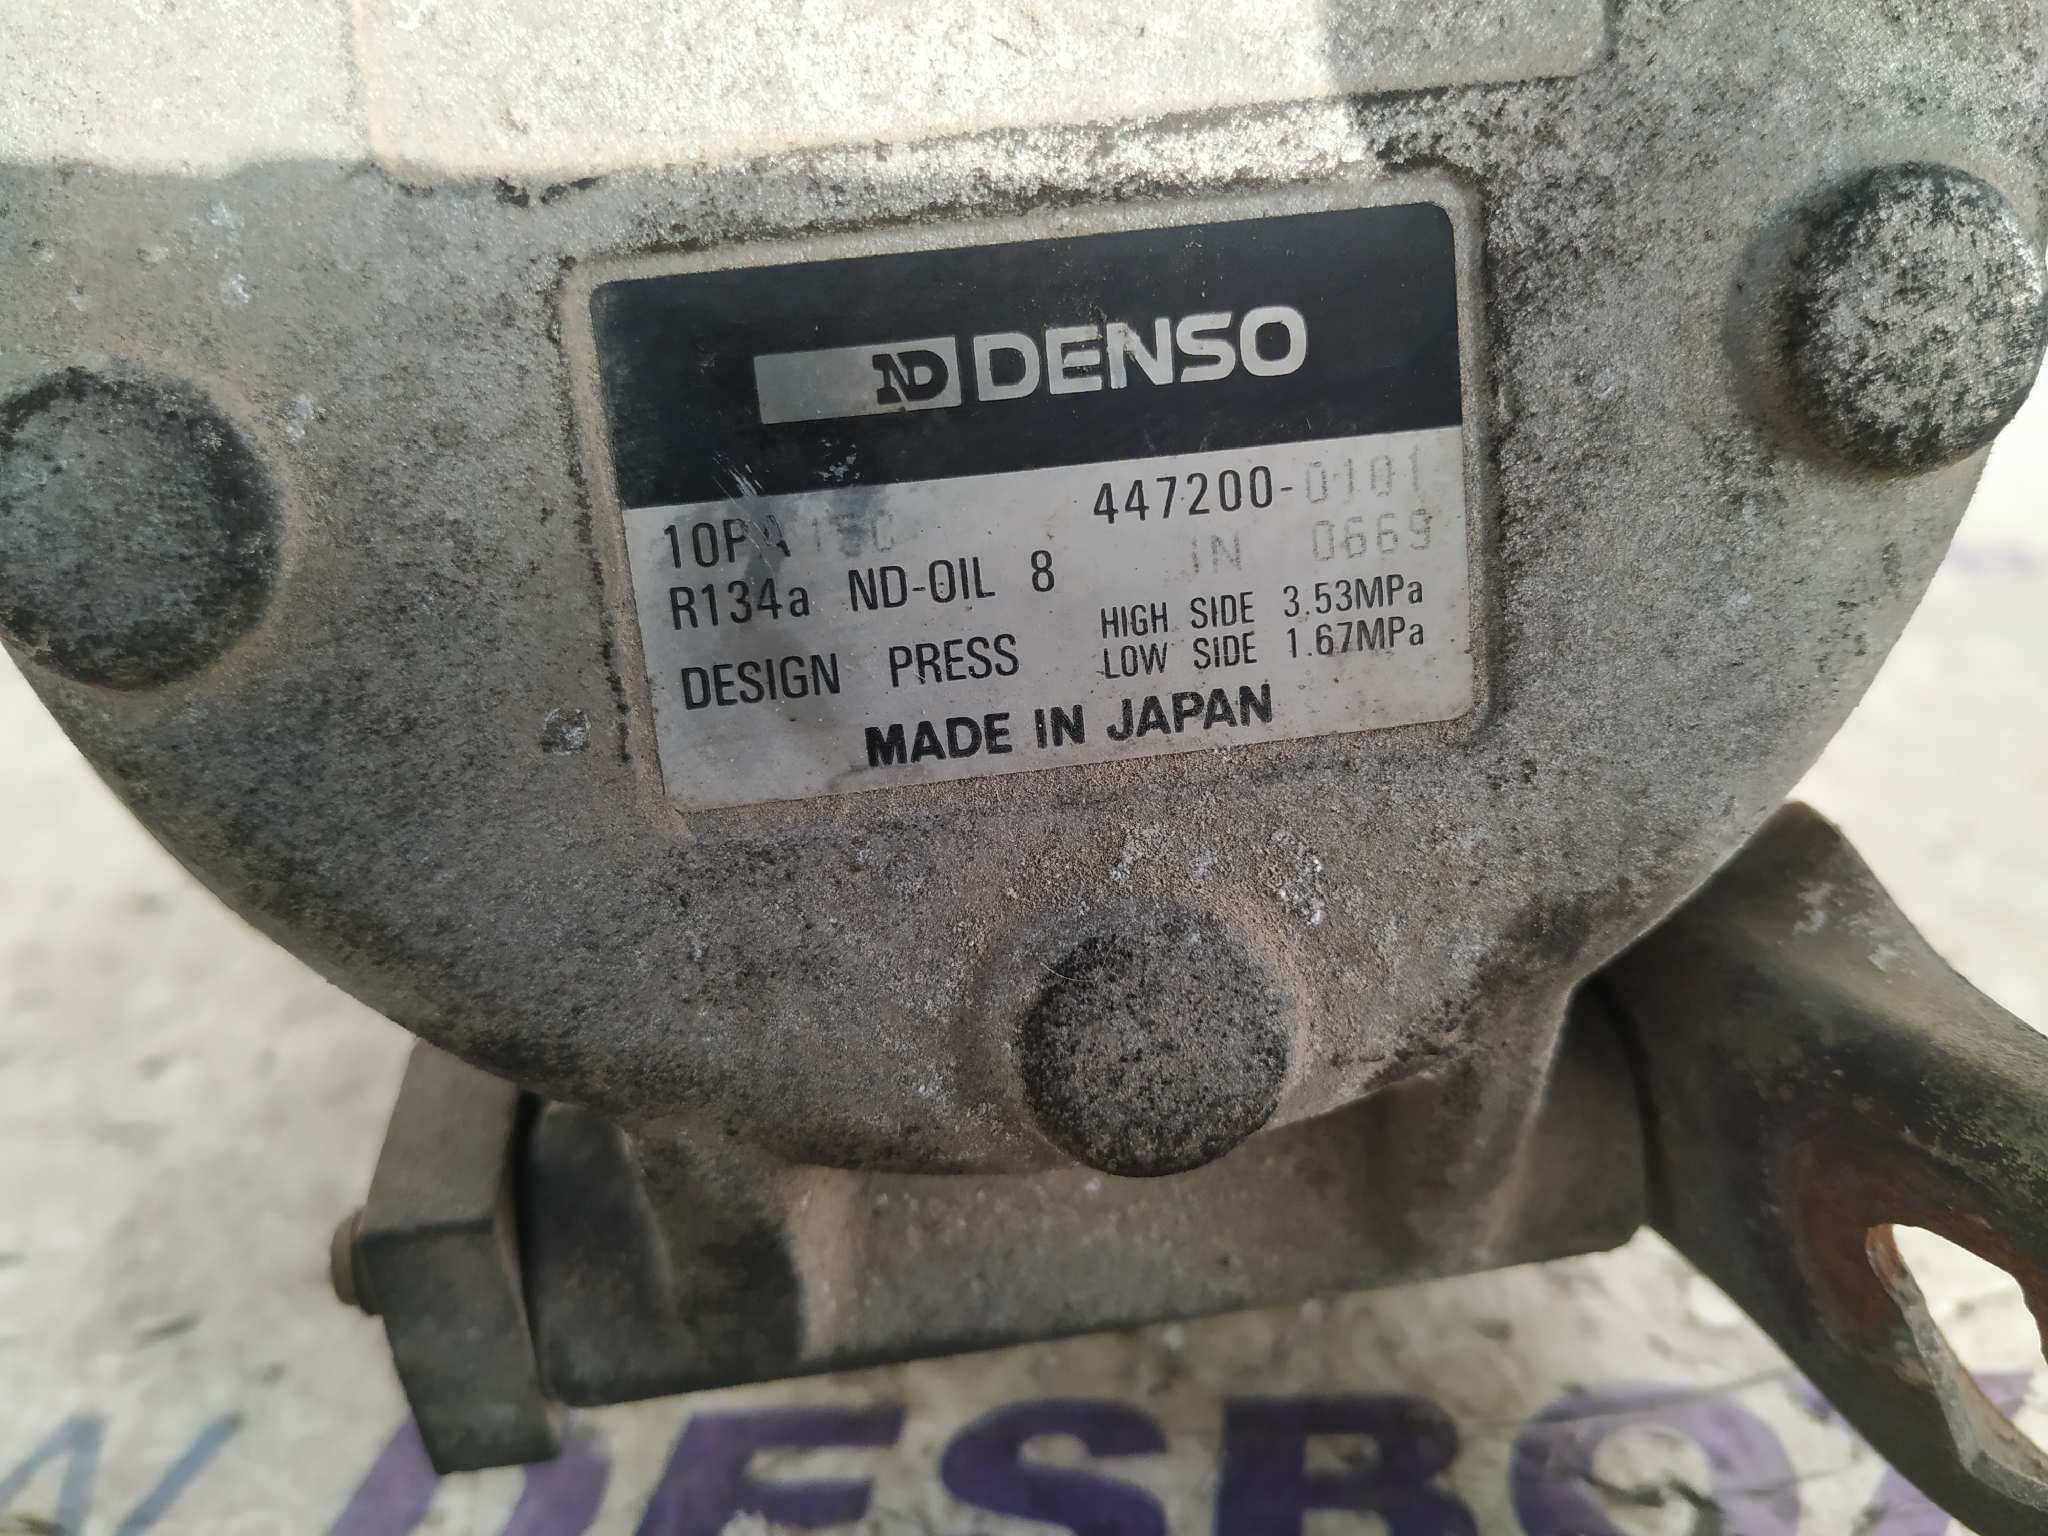 ND DENSO
10PA15C 447200-0101
JN 0669
R134a ND-OIL 8
DESIGN PRESS HIGH SIDE 3.53MPa
LOW SIDE 1.67MPa
MADE IN JAPAN